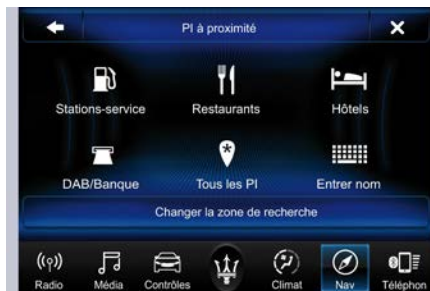 PI à proximité
Stations-service Restaurants Hôtels
DAB/Banque Tous les PI Entrer nom
Changer la zone de recherche
Radio Média Contrôles Climat Nav Téléphon